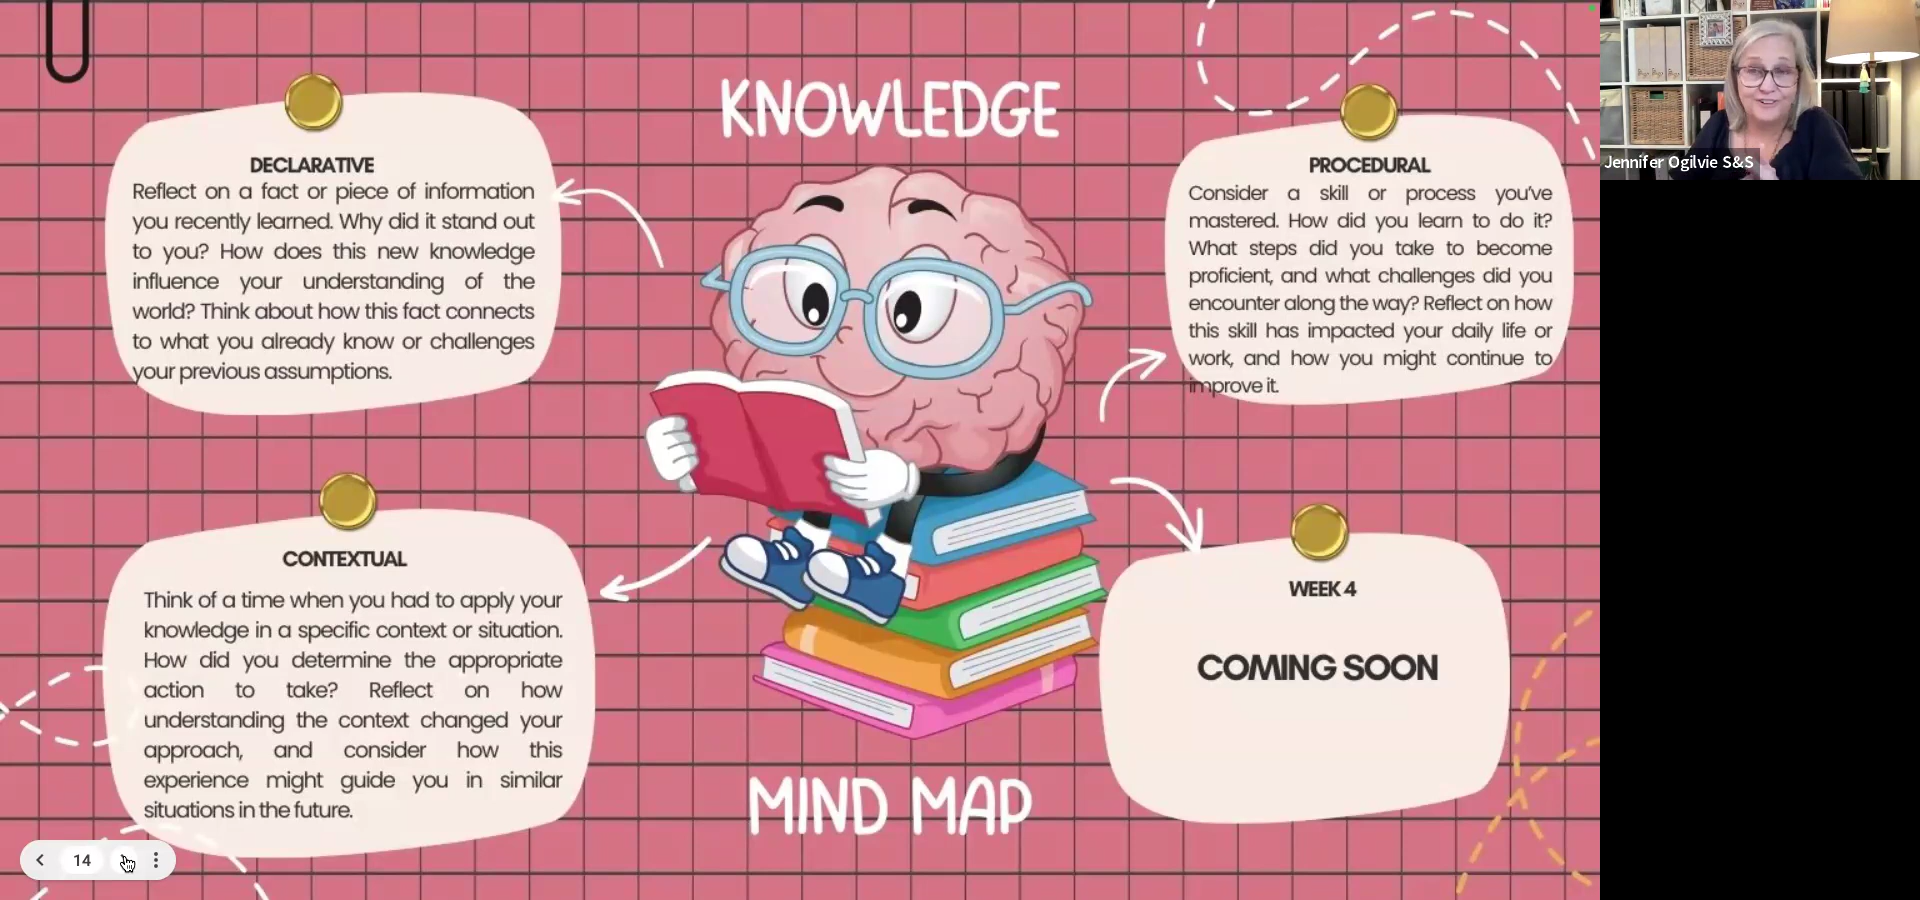 KNOWLEDGE
DECLARATIVE
Reflect on a fact or piece of information
you recently learned. Why did it stand out
to you? How does this new knowledge
influence your understanding of the
world? Think about how this fact connects
to what you already know or challenges
your previous assumptions.
PROCEDURAL
Consider a skill or process you've
mastered. How did you learn to do it?
What steps did you take to become
proficient, and what challenges did you
encounter along the way? Reflect on how
this skill has impacted your daily life or
work, and how you might continue to
improve it.
CONTEXTUAL
Think of a time when you had to apply your
knowledge in a specific context or situation.
How did you determine the appropriate
action to take? Reflect on how
understanding the context changed your
approach, and consider how this
experience might guide you in similar
situations in the future.
WEEK 4
COMING SOON
MIND MAP
14
Jennifer Ogilvie S&S